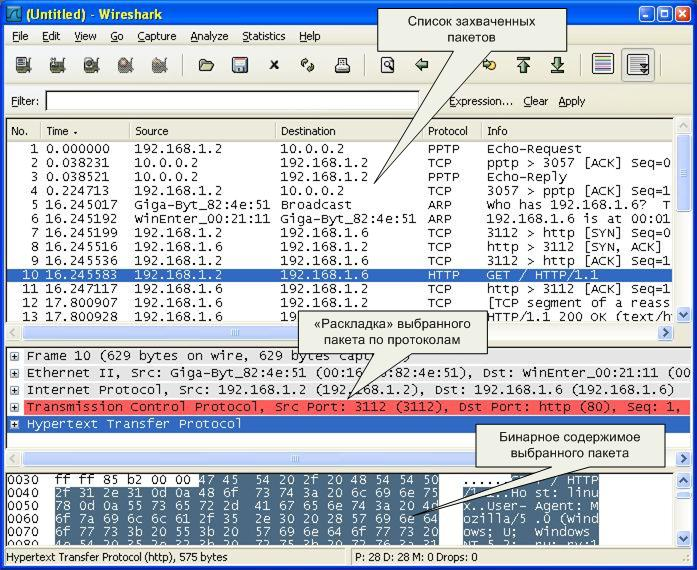 (Untitled) - Wireshark
File Edit View Go Capture Analyze Statistics Help
Список захваченных
пакетов
Filter: Expression... Clear Apply
No. Time Source Destination Protocol Info
1 0.000000 192.168.1.2 10.0.0.2 PPTP Echo-Request
2 0.038231 10.0.0.2 192.168.1.2 TCP pptp > 3057 [ACK] Seq=0
3 0.038521 10.0.0.2 192.168.1.2 PPTP Echo-Reply
4 0.224713 192.168.1.2 10.0.0.2 TCP 3057 > pptp [ACK] Seq=1
5 16.245017 Giga-Byt_82:4e:51 Broadcast ARP Who has 192.168.1.6? T
6 16.245192 WinEnter_00:21:11 Giga-Byt_82:4e:51 ARP 192.168.1.6 is at 00:01
7 16.245199 192.168.1.2 192.168.1.6 TCP 3112 > http [SYN] Seq=0
8 16.245516 192.168.1.6 192.168.1.2 TCP http > 3112 [SYN, ACK]
9 16.245536 192.168.1.2 192.168.1.6 TCP 3112 > http [ACK] Seq=1
10 16.245583 192.168.1.2 192.168.1.6 HTTP GET / HTTP/1.1
11 16.247117 192.168.1.6 192.168.1.2 TCP http > 3112 [ACK] Seq=1
12 17.800907 192.168.1.6 192.168.1.2 TCP [TCP segment of a reass
13 17.800928 192.168.1.6 192.168.1.2 HTTP/1.1 200 OK (text/h
«Раскладка» выбранного
пакета по протоколам
Frame 10 (629 bytes on wire, 629 bytes
Ethernet II, Src: Giga-Byt_82:4e:51 (00:16 82:4e:51), Dst: WinEnter_00:21:11 (00
Internet Protocol, Src: 192.168.1.2 (192.168.1.2), Dst: 192.168.1.6 (192.168.1.6)
Transmission Control Protocol, Src Port: 3112 (3112), Dst Port: http (80), Seq: 1,
Hypertext Transfer Protocol
Бинарное содержимое
выбранного пакета
0030 ff ff 85 b2 00 00 47 45 54 20 2f 20 48 54 54 50 / HTTP
0040 2f 31 2e 31 0d 0a 48 6f 73 74 3a 20 6c 69 6e 75 Ho st: linu
0050 78 0d 0a 55 73 65 72 2d 41 67 65 6e 74 3a 20 4d x..User- Agent: M
0060 6f 7a 69 6c 6c 61 2f 35 2e 30 20 28 57 69 6e 64 ozilla/5 .0 (Wind
0070 6f 77 73 3b 20 55 3b 20 57 69 6e 64 6f 77 73 20 ows; U; Windows
Hypertext Transfer Protocol (http), 575 bytes P: 28 D: 28 M: 0 Drops: 0